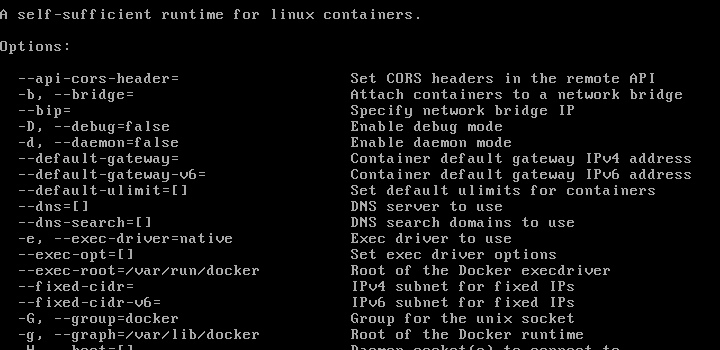 A self-sufficient runtime for linux containers.
Options:
--api-cors-header= Set CORS headers in the remote API
-b, --bridge= Attach containers to a network bridge
--bip= Specify network bridge IP
-D, --debug=false Enable debug mode
-d, --daemon=false Enable daemon mode
--default-gateway= Container default gateway IPv4 address
--default-gateway-v6= Container default gateway IPv6 address
--default-ulimit=[] Set default ulimits for containers
--dns=[] DNS server to use
--dns-search=[] DNS search domains to use
-e, --exec-driver=native Exec driver to use
--exec-opt=[] Set exec driver options
--exec-root=/var/run/docker Root of the Docker execdriver
--fixed-cidr= IPv4 subnet for fixed IPs
--fixed-cidr-v6= IPv6 subnet for fixed IPs
-G, --group=docker Group for the unix socket
-g, --graph=/var/lib/docker Root of the Docker runtime
-H, --host=[] Daemon socket(s) to connect to